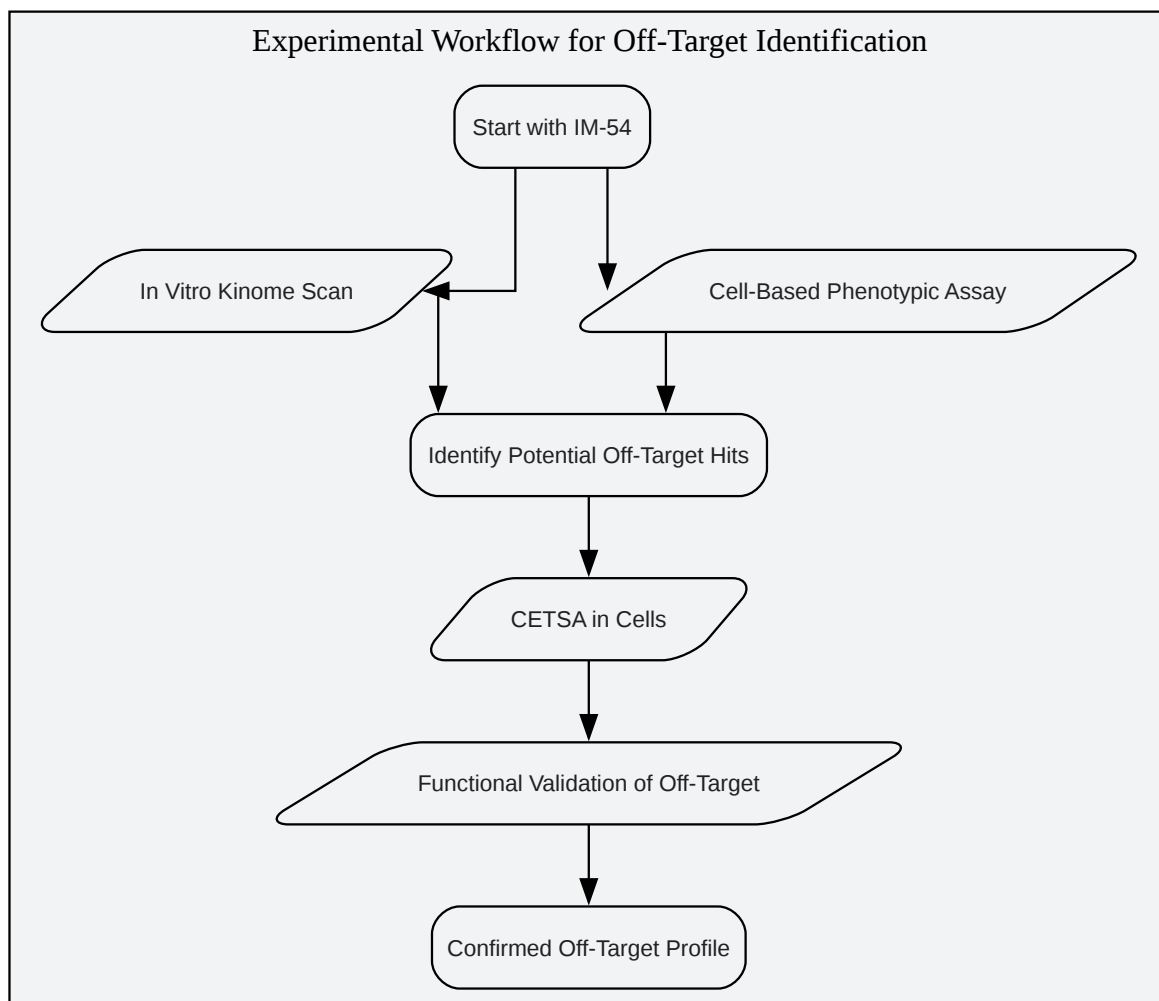 Experimental Workflow for Off-Target Identification
Start with IM-54
In Vitro Kinome Scan
Cell-Based Phenotypic Assay
Identify Potential Off-Target Hits
CETSA in Cells
Functional Validation of Off-Target
Confirmed Off-Target Profile